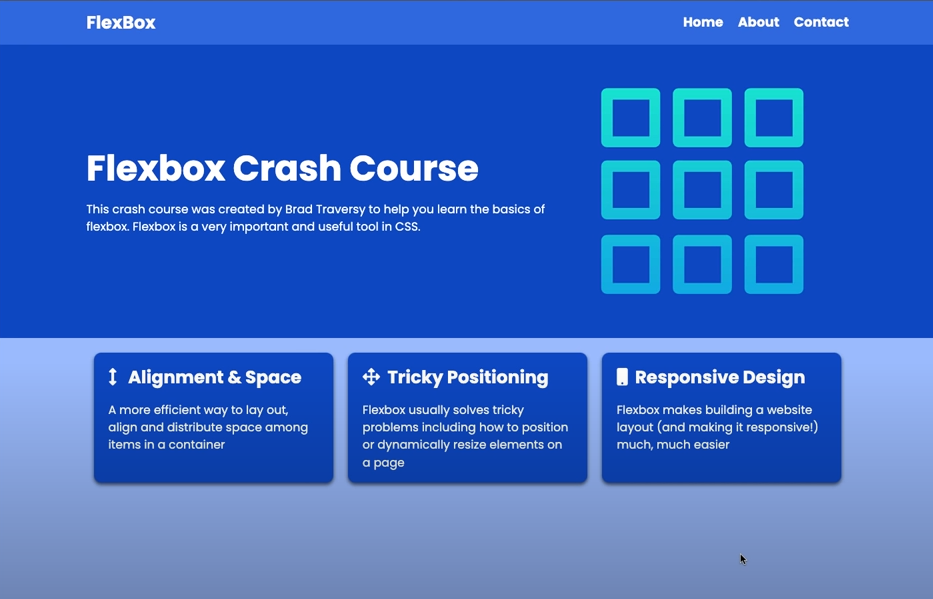 FlexBox
Home About Contact
Flexbox Crash Course
This crash course was created by Brad Traversy to help you learn the basics of
flexbox. Flexbox is a very important and useful tool in CSS.
Alignment & Space
A more efficient way to lay out,
align and distribute space among
items in a container
Tricky Positioning
Flexbox usually solves tricky
problems including how to position
or dynamically resize elements on
a page
Responsive Design
Flexbox makes building a website
layout (and making it responsive!)
much, much easier